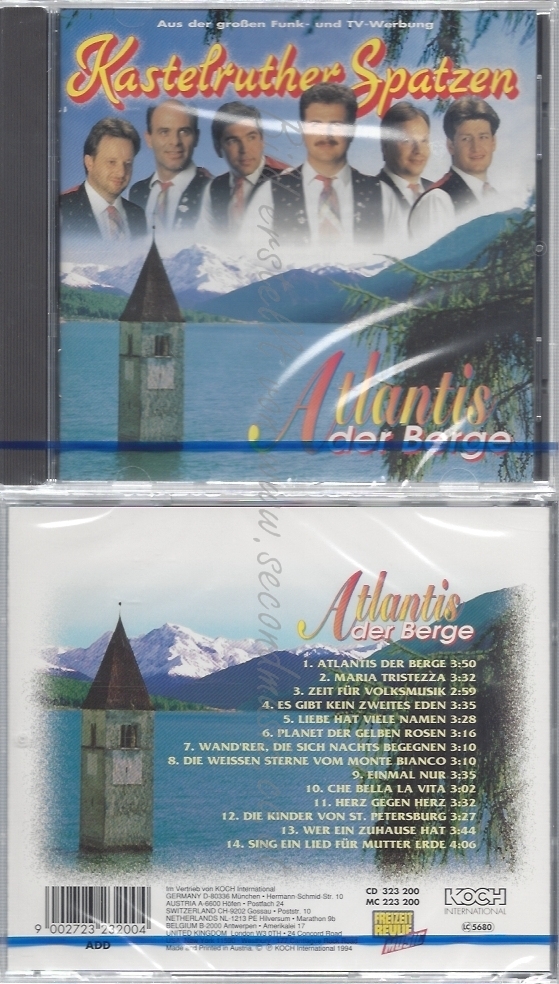 Aus der großen Funk- und TV-Werbung
Kastelruther Spatzen
Atlantis
der Berge
Atlantis
der Berge
1. ATLANTIS DER BERGE 3:50
2. MARIA TRISTEZZA 3:32
3. ZEIT FÜR VOLKSMUSIK 2:59
4. ES GIBT KEIN ZWEITES EDEN 3:35
5. LIEBE HAT VIELE NAMEN 3:28
6. PLANET DER GELBEN ROSEN 3:16
7. WAND'RER, DIE SICH NACHTS BEGEGNEN 3:10
8. DIE WEISSEN STERNE VOM MONTE BIANCO 3:10
9. EINMAL NUR 3:35
10. CHE BELLA LA VITA 3:02
11. HERZ GEGEN HERZ 3:32
12. DIE KINDER VON ST. PETERSBURG 3:27
13. WER EIN ZUHAUSE HAT 3:44
14. SING EIN LIED FÜR MUTTER ERDE 4:06
Im Vertrieb von KOCH International
GERMANY D-80336 München • Hermann-Schmid-Str. 10
AUSTRIA A-6600 Höfen • Postfach 24
SWITZERLAND CH-9202 Gossau • Poststr. 10
NETHERLANDS NL-1213 PE Hilversum • Marathon 9b
BELGIUM B-2000 Antwerpen • Amerikalei 17
UNITED KINGDOM London W3 0TH • 24 Concord Road
Made and Printed in Austria. © ℗ KOCH International 1994
CD 323 200
MC 223 200
FREIZEIT
REVUE
MUSIC
KOCH
INTERNATIONAL
LC 5680
9 002723 232004
ADD